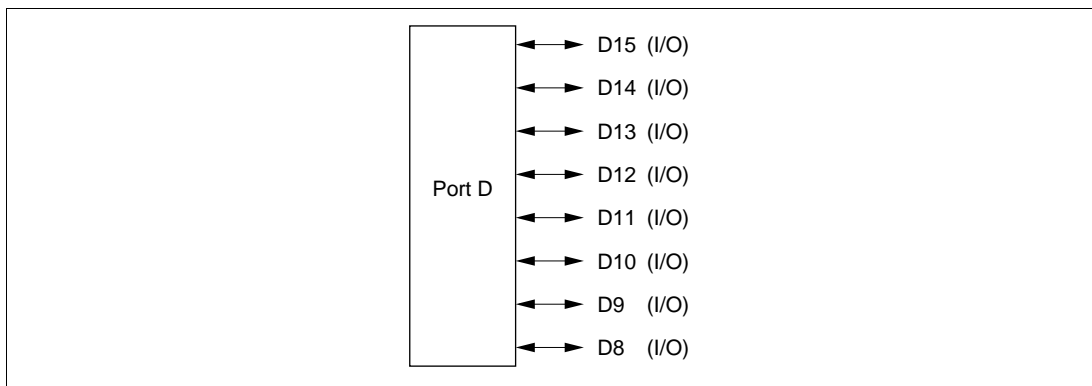 D15 (I/O)
D14 (I/O)
D13 (I/O)
D12 (I/O)
Port D
D11 (I/O)
D10 (I/O)
D9 (I/O)
D8 (I/O)